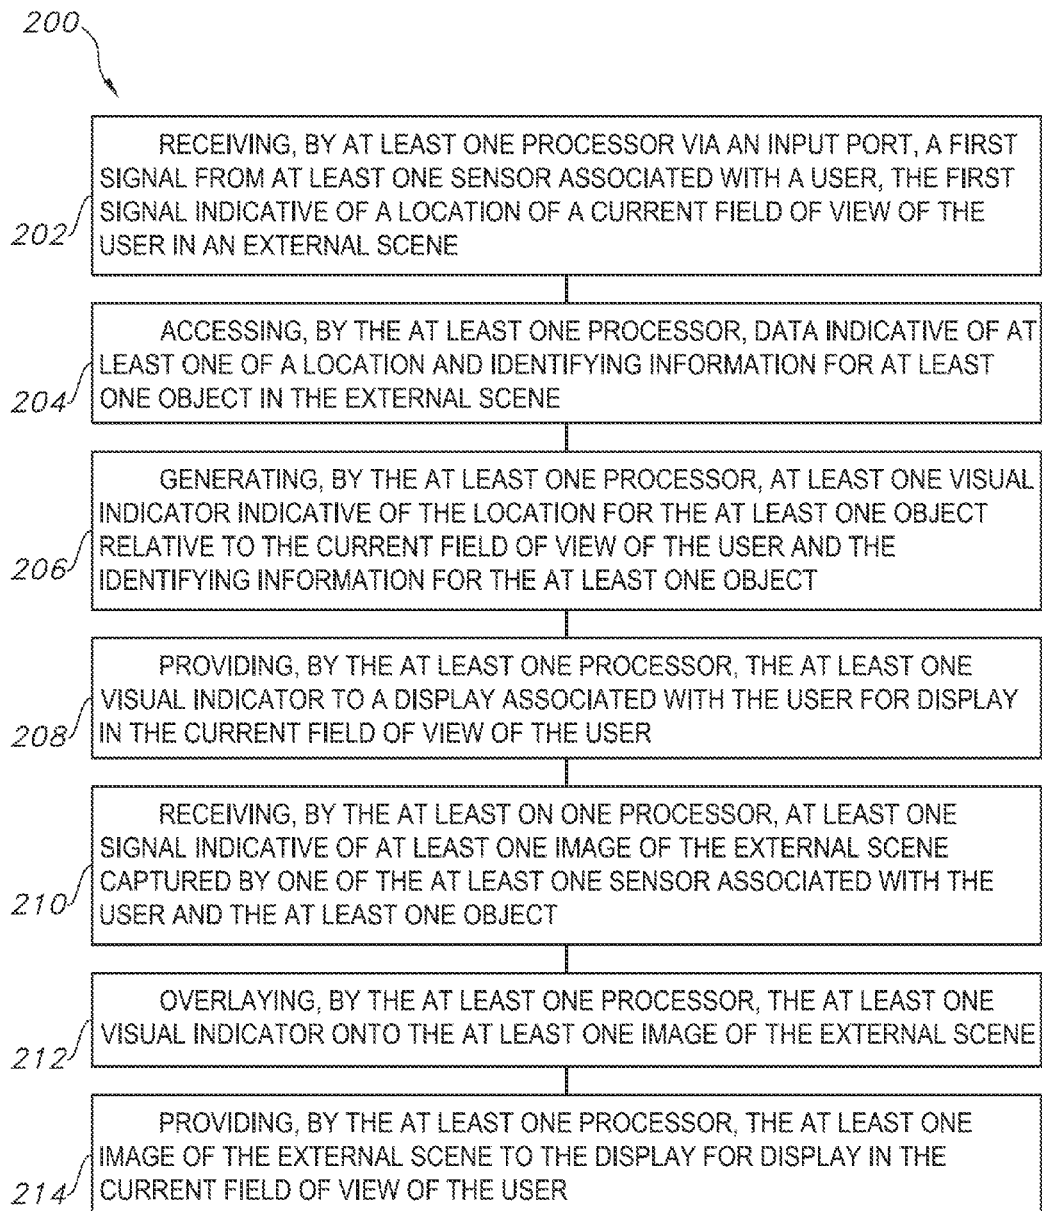 200
RECEIVING, BY AT LEAST ONE PROCESSOR VIA AN INPUT PORT, A FIRST
SIGNAL FROM AT LEAST ONE SENSOR ASSOCIATED WITH A USER, THE FIRST
SIGNAL INDICATIVE OF A LOCATION OF A CURRENT FIELD OF VIEW OF THE
USER IN AN EXTERNAL SCENE
202
ACCESSING, BY THE AT LEAST ONE PROCESSOR, DATA INDICATIVE OF AT
LEAST ONE OF A LOCATION AND IDENTIFYING INFORMATION FOR AT LEAST
ONE OBJECT IN THE EXTERNAL SCENE
204
GENERATING, BY THE AT LEAST ONE PROCESSOR, AT LEAST ONE VISUAL
INDICATOR INDICATIVE OF THE LOCATION FOR THE AT LEAST ONE OBJECT
RELATIVE TO THE CURRENT FIELD OF VIEW OF THE USER AND THE
IDENTIFYING INFORMATION FOR THE AT LEAST ONE OBJECT
206
PROVIDING, BY THE AT LEAST ONE PROCESSOR, THE AT LEAST ONE
VISUAL INDICATOR TO A DISPLAY ASSOCIATED WITH THE USER FOR DISPLAY
IN THE CURRENT FIELD OF VIEW OF THE USER
208
RECEIVING, BY THE AT LEAST ON ONE PROCESSOR, AT LEAST ONE
SIGNAL INDICATIVE OF AT LEAST ONE IMAGE OF THE EXTERNAL SCENE
CAPTURED BY ONE OF THE AT LEAST ONE SENSOR ASSOCIATED WITH THE
USER AND THE AT LEAST ONE OBJECT
210
OVERLAYING, BY THE AT LEAST ONE PROCESSOR, THE AT LEAST ONE
VISUAL INDICATOR ONTO THE AT LEAST ONE IMAGE OF THE EXTERNAL SCENE
212
PROVIDING, BY THE AT LEAST ONE PROCESSOR, THE AT LEAST ONE
IMAGE OF THE EXTERNAL SCENE TO THE DISPLAY FOR DISPLAY IN THE
CURRENT FIELD OF VIEW OF THE USER
214